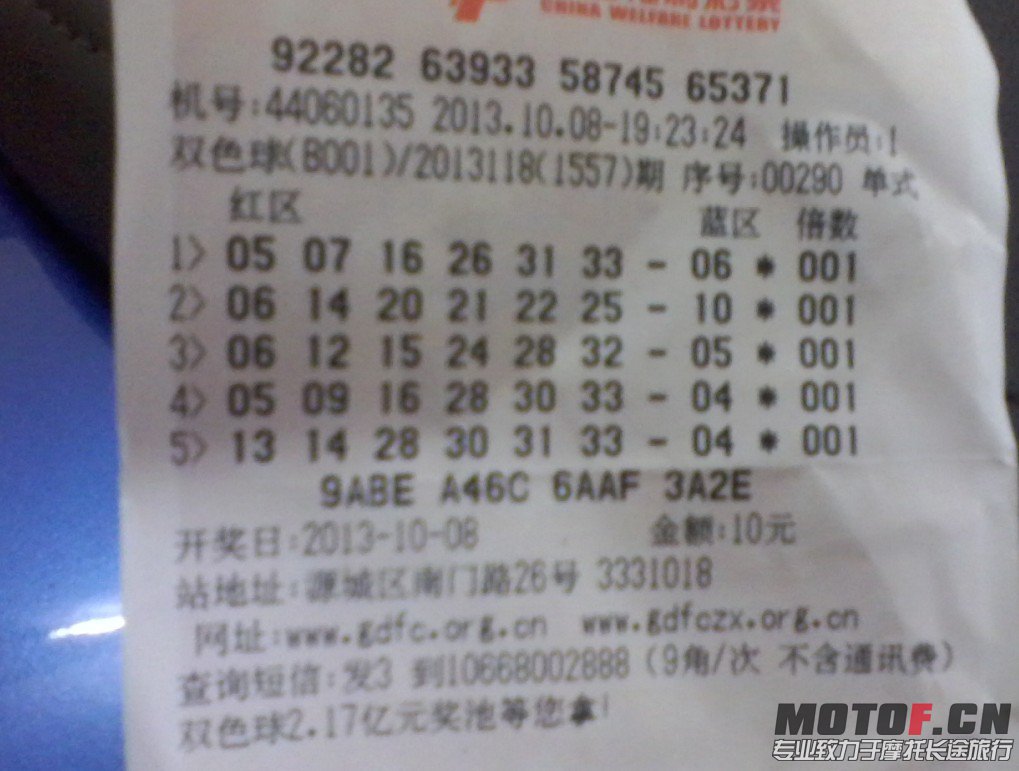 CHINA WELFARE LOTTERY
92282 63933 58745 65371
机号:44060135 2013.10.08-19:23:24 操作员:1
双色球(B001)/2013118(1557)期 序号:00290 单式
红区 蓝区 倍数
1> 05 07 16 26 31 33 - 06 * 001
2> 06 14 20 21 22 25 - 10 * 001
3> 06 12 15 24 28 32 - 05 * 001
4> 05 09 16 28 30 33 - 04 * 001
5> 13 14 28 30 31 33 - 04 * 001
9ABE A46C 6AAF 3A2E
开奖日:2013-10-08 金额:10元
站地址:源城区南门路26号 3331018
网址:www.gdfc.org.cn www.gdfczx.org.cn
查询短信:发3 到10668002888 (9角/次 不含通讯费)
双色球2.17亿元奖池等您拿!
MOTOF.CN
专业致力于摩托长途旅行